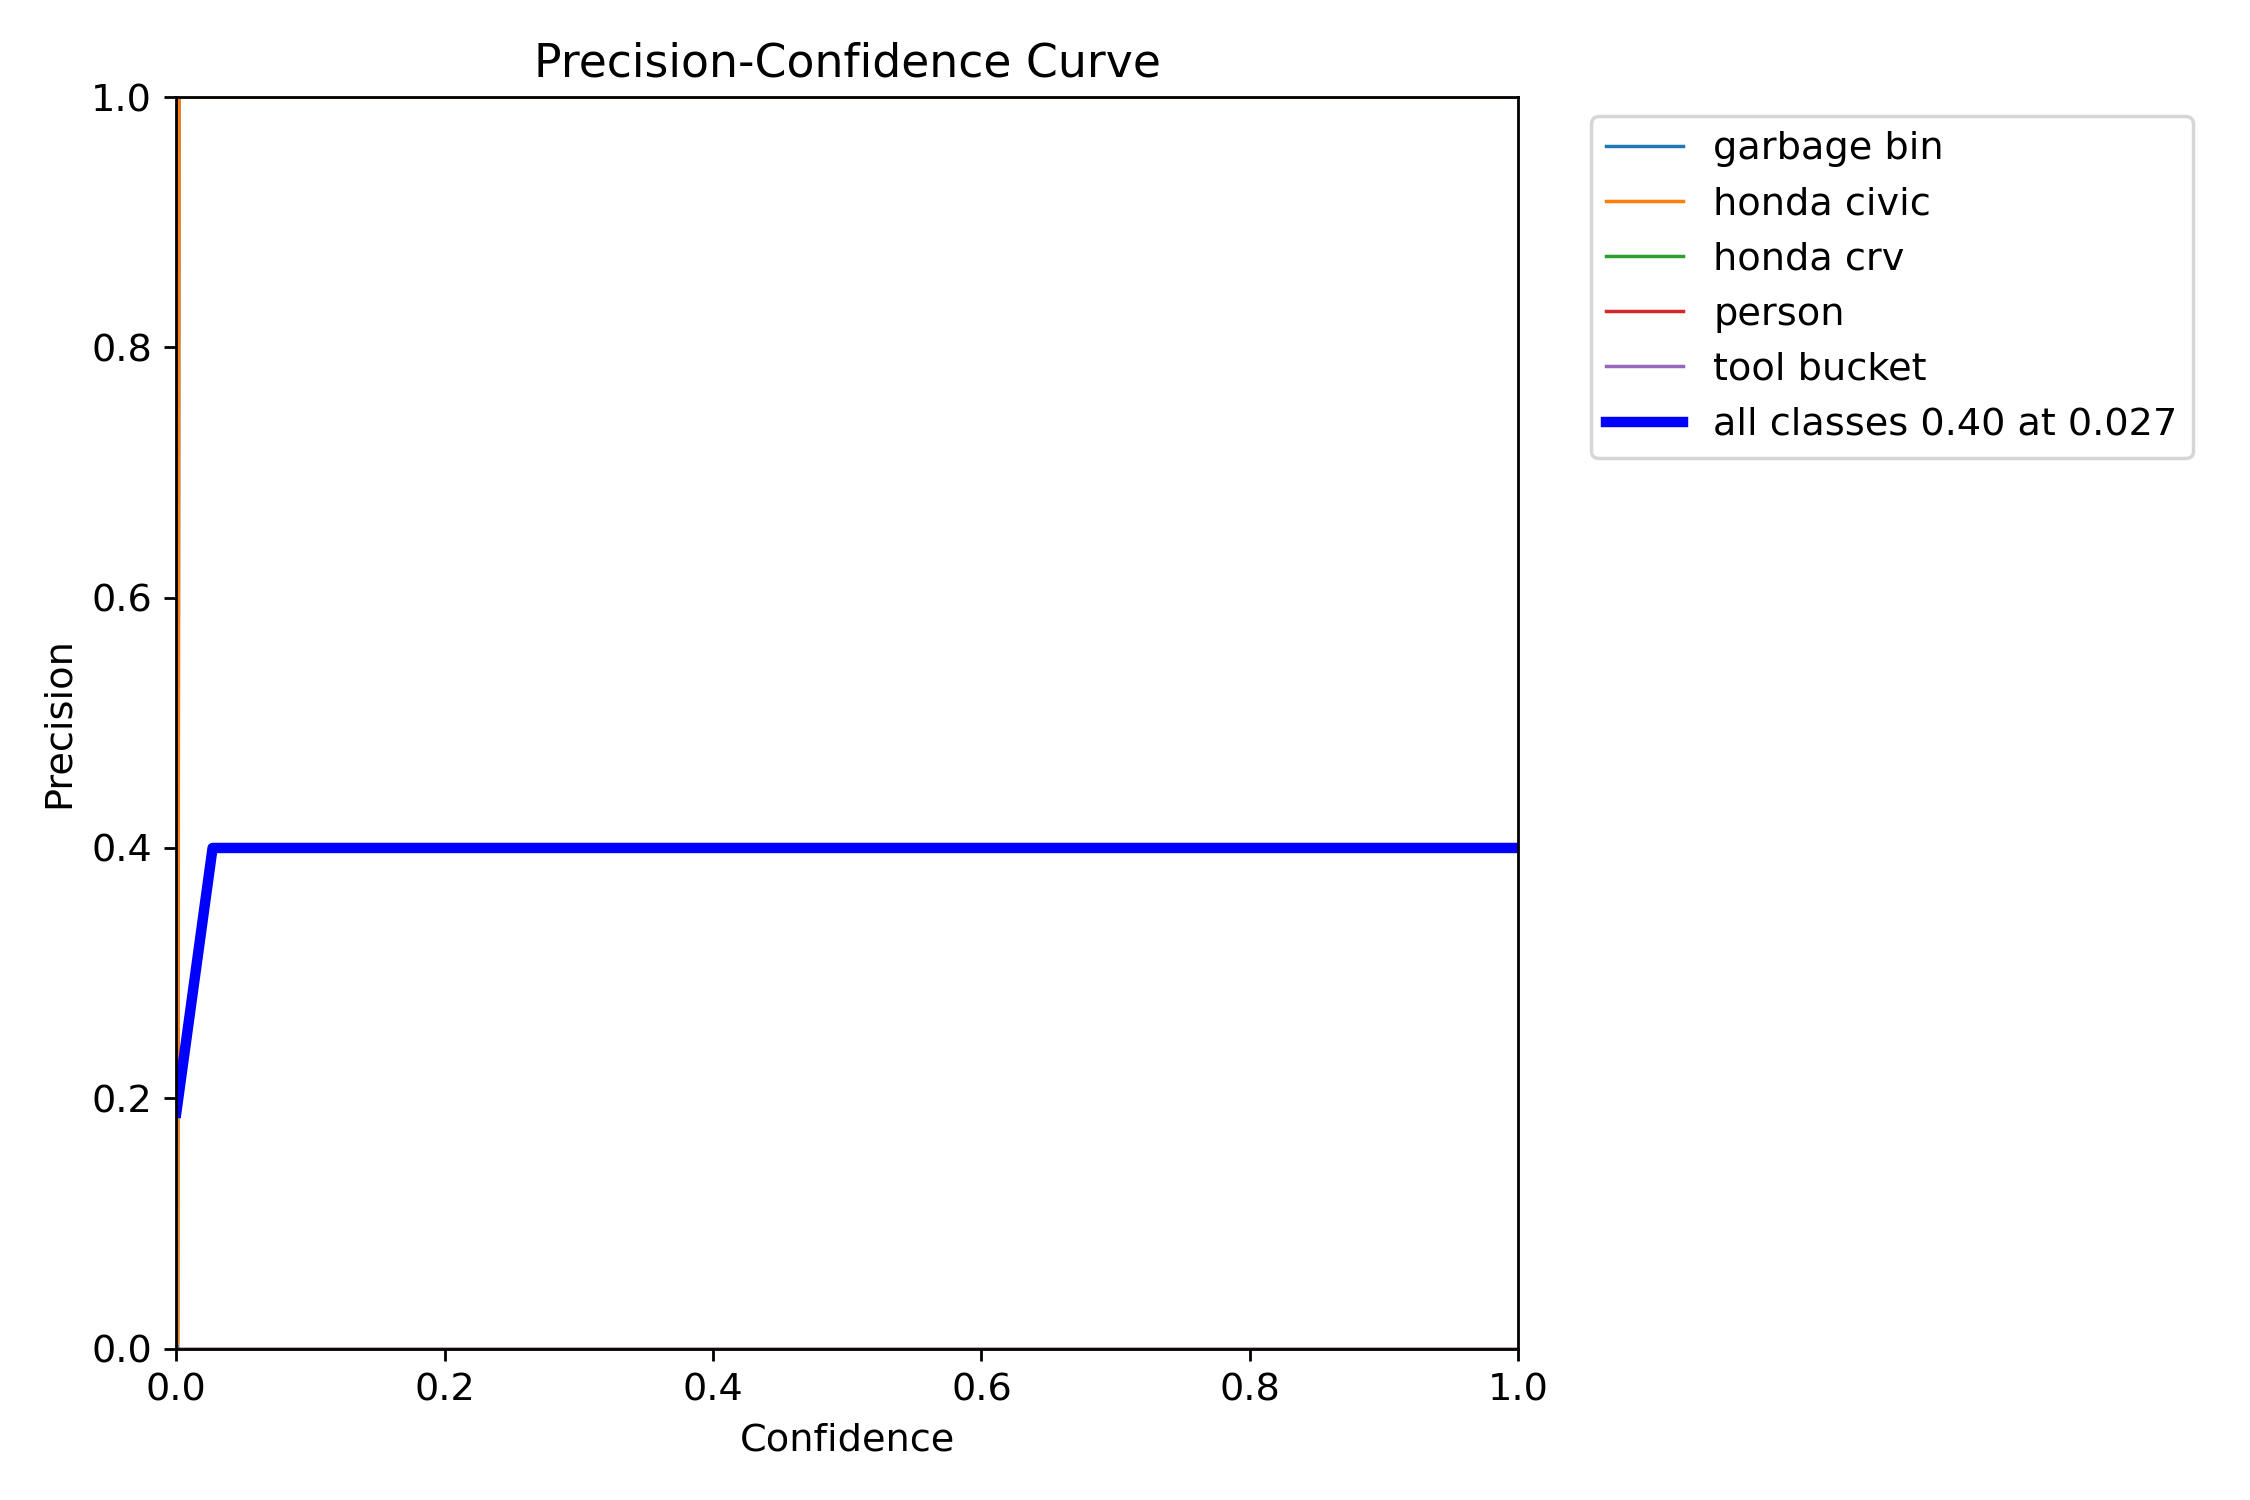 Precision-Confidence Curve
1.0
0.8
0.6
0.4
0.2
0.0
Precision
0.0 0.2 0.4 0.6 0.8 1.0
Confidence
garbage bin
honda civic
honda crv
person
tool bucket
all classes 0.40 at 0.027